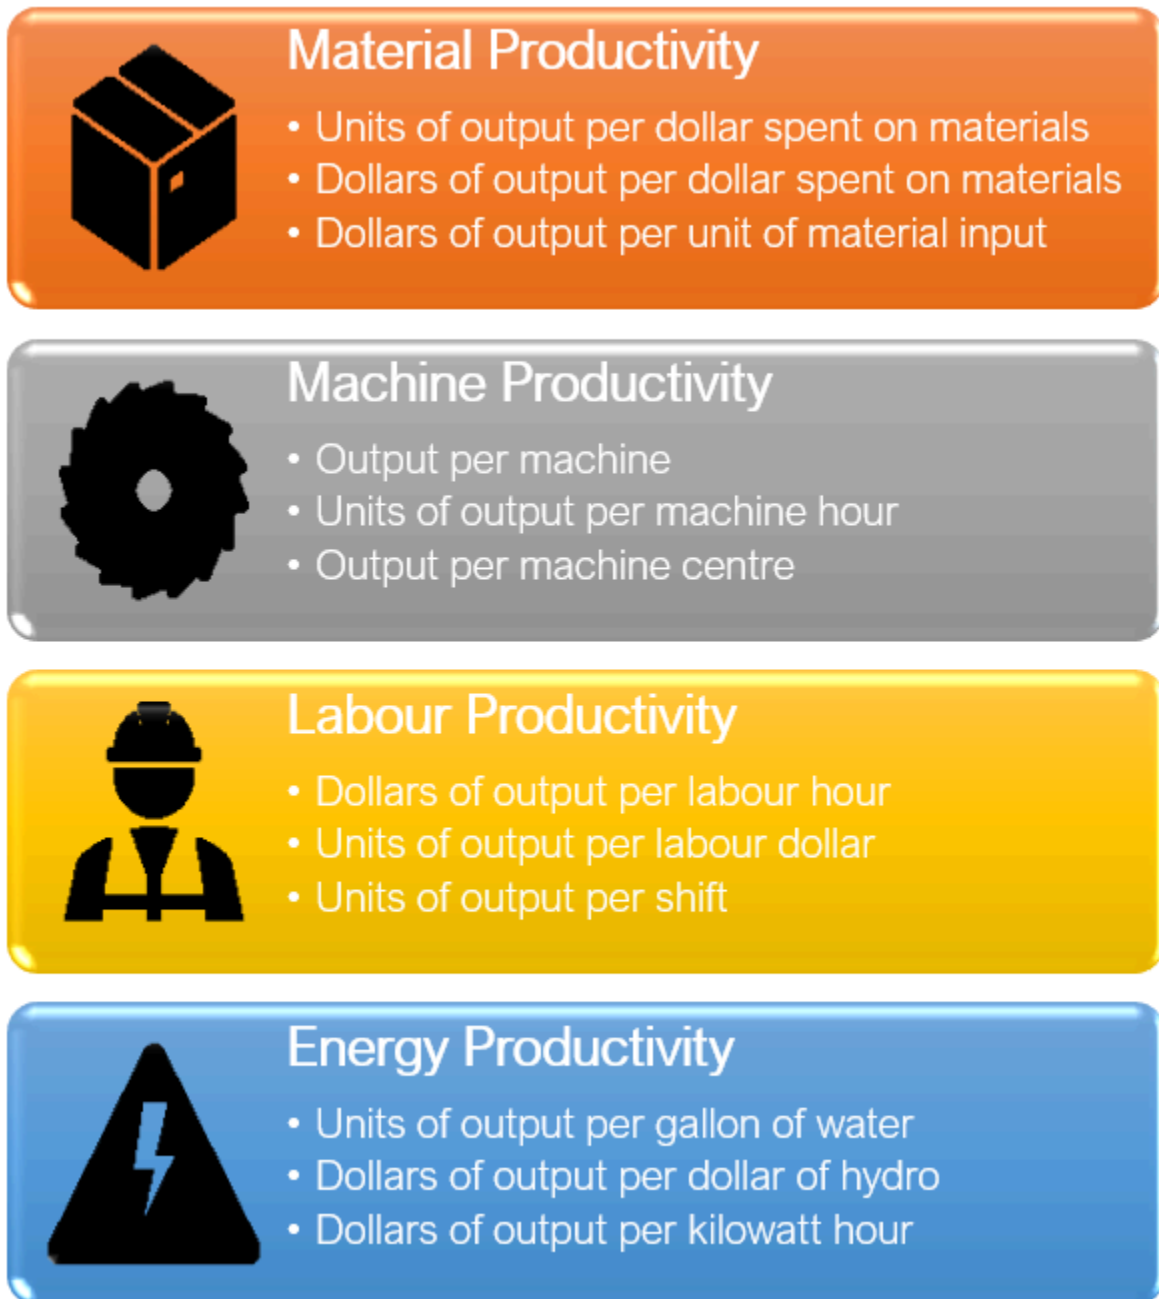 Material Productivity
• Units of output per dollar spent on materials
• Dollars of output per dollar spent on materials
• Dollars of output per unit of material input
Machine Productivity
• Output per machine
• Units of output per machine hour
• Output per machine centre
Labour Productivity
• Dollars of output per labour hour
• Units of output per labour dollar
• Units of output per shift
Energy Productivity
• Units of output per gallon of water
• Dollars of output per dollar of hydro
• Dollars of output per kilowatt hour